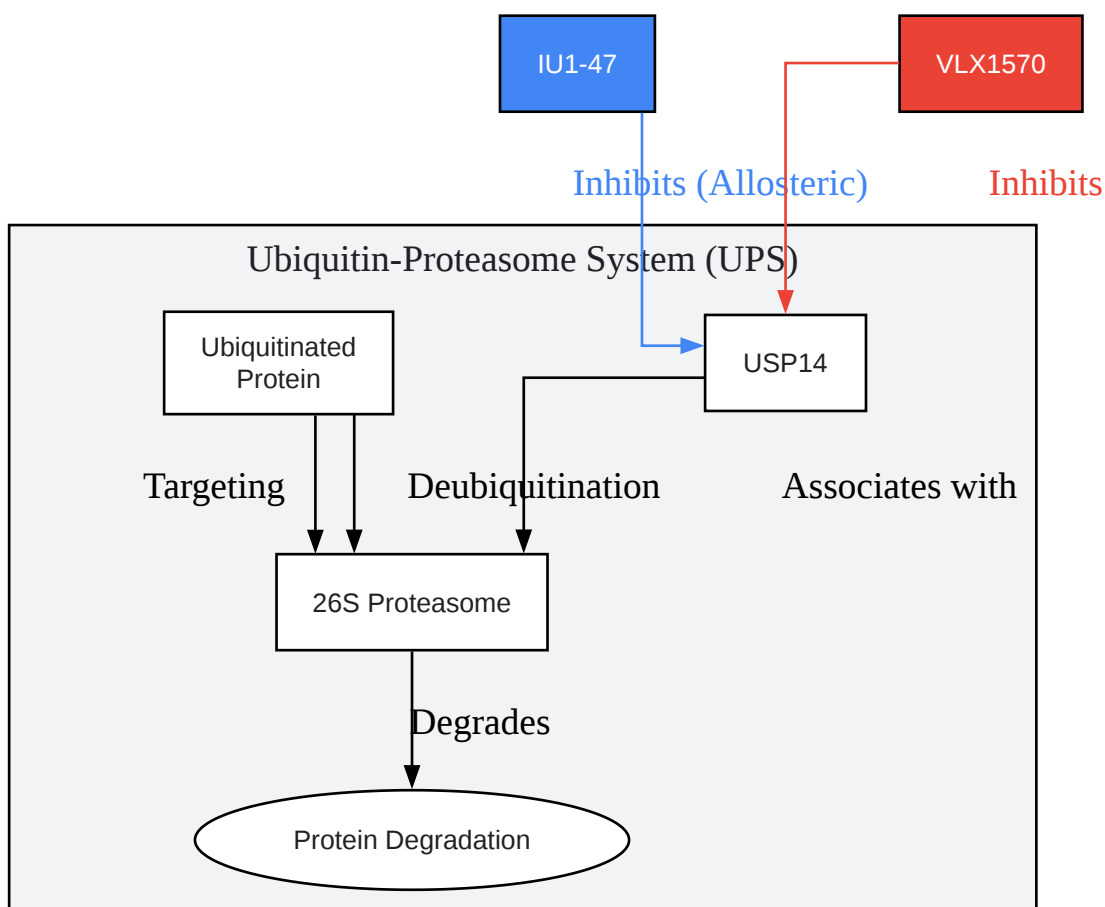 IU1-47
VLX1570
Inhibits (Allosteric)
Inhibits
Ubiquitin-Proteasome System (UPS)
Ubiquitinated
Protein
USP14
Targeting
Deubiquitination
Associates with
26S Proteasome
Degrades
Protein Degradation